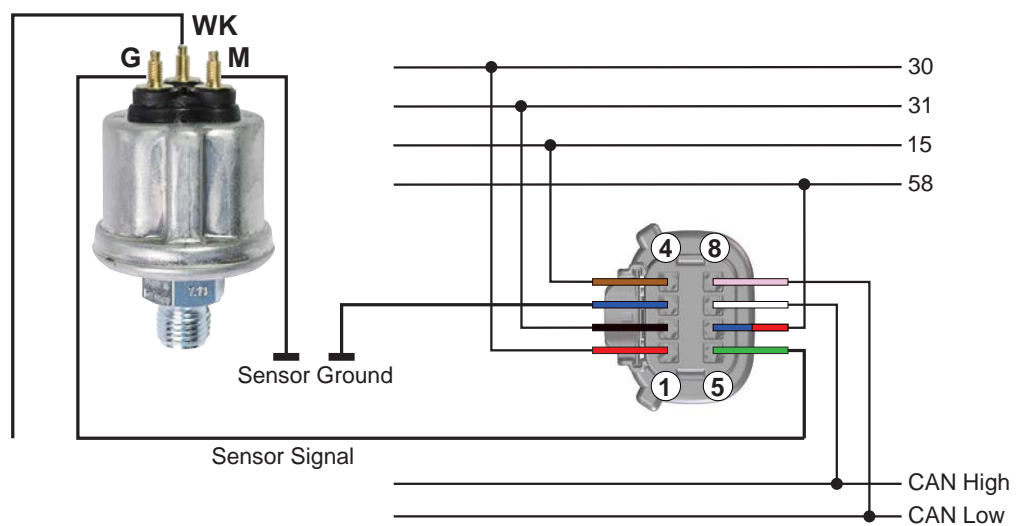 WK
G
M
30
31
15
58
4
8
1
5
Sensor Ground
Sensor Signal
CAN High
CAN Low